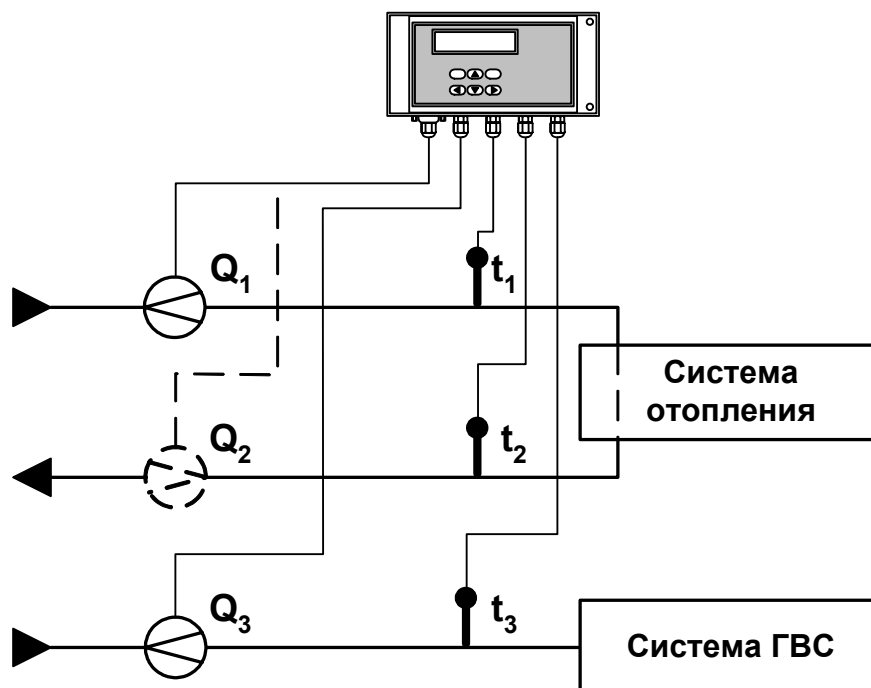 Q₁
t₁
Система
отопления
Q₂
t₂
Q₃
t₃
Система ГВС